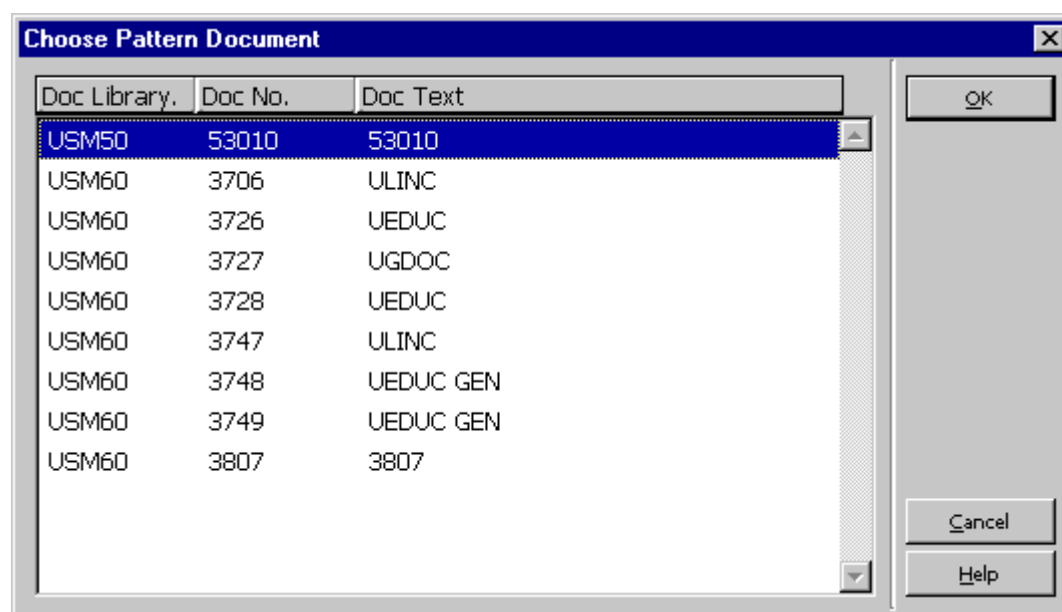 Choose Pattern Document
Doc Library. Doc No. Doc Text
OK
USM50 53010 53010
USM60 3706 ULINC
USM60 3726 UEDUC
USM60 3727 UGDOC
USM60 3728 UEDUC
USM60 3747 ULINC
USM60 3748 UEDUC GEN
USM60 3749 UEDUC GEN
USM60 3807 3807
Cancel
Help